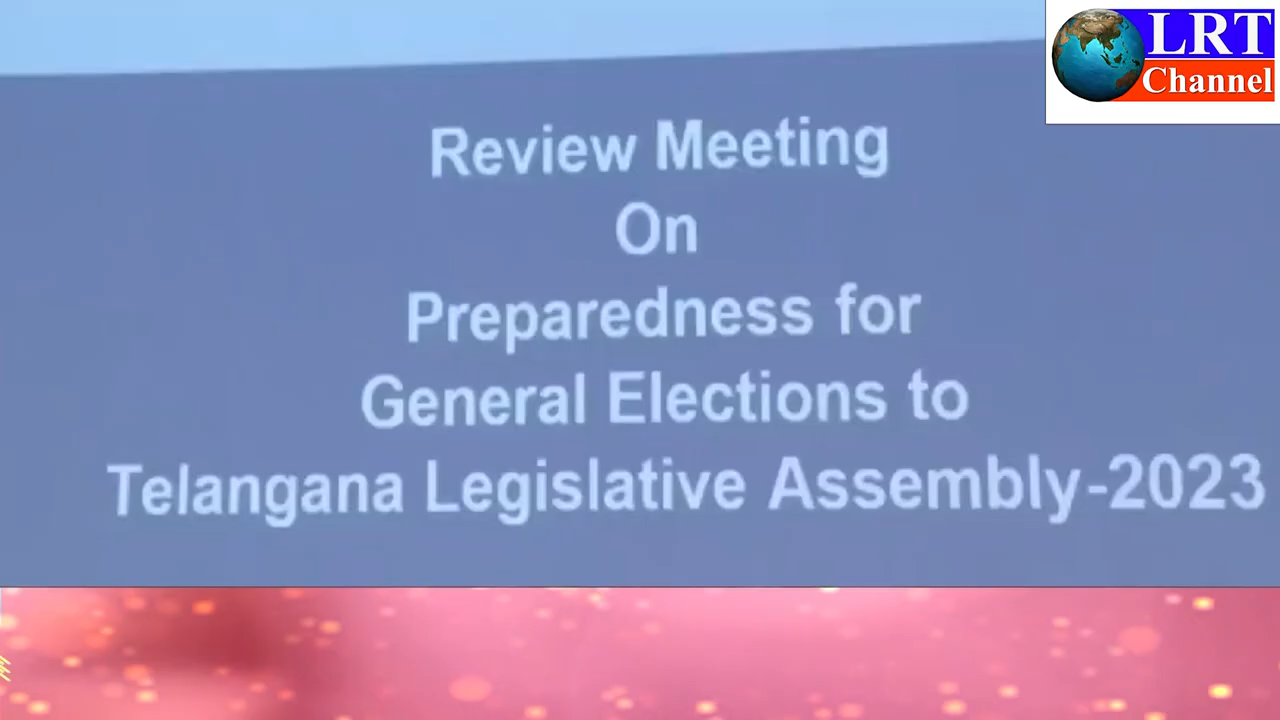 LRT
Channel
Review Meeting
On
Preparedness for
General Elections to
Telangana Legislative Assembly-2023